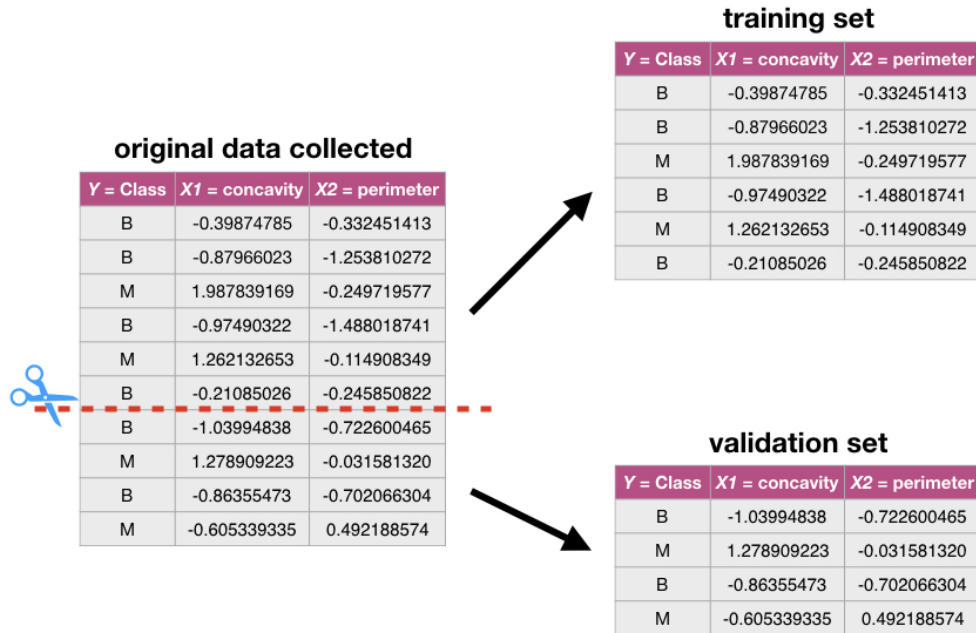 training set
Y = Class X1 = concavity X2 = perimeter
B -0.39874785 -0.332451413
B -0.87966023 -1.253810272
M 1.987839169 -0.249719577
B -0.97490322 -1.488018741
M 1.262132653 -0.114908349
B -0.21085026 -0.245850822
original data collected
Y = Class X1 = concavity X2 = perimeter
B -0.39874785 -0.332451413
B -0.87966023 -1.253810272
M 1.987839169 -0.249719577
B -0.97490322 -1.488018741
M 1.262132653 -0.114908349
B -0.21085026 -0.245850822
B -1.03994838 -0.722600465
M 1.278909223 -0.031581320
B -0.86355473 -0.702066304
M -0.605339335 0.492188574
validation set
Y = Class X1 = concavity X2 = perimeter
B -1.03994838 -0.722600465
M 1.278909223 -0.031581320
B -0.86355473 -0.702066304
M -0.605339335 0.492188574